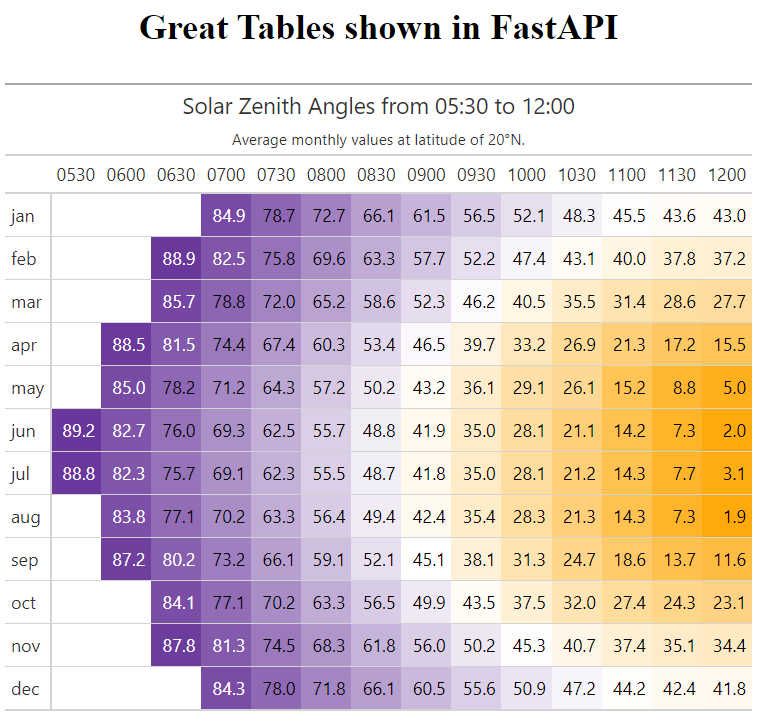 Great Tables shown in FastAPI
Solar Zenith Angles from 05:30 to 12:00
Average monthly values at latitude of 20°N.
0530 0600 0630 0700 0730 0800 0830 0900 0930 1000 1030 1100 1130 1200
jan 84.9 78.7 72.7 66.1 61.5 56.5 52.1 48.3 45.5 43.6 43.0
feb 88.9 82.5 75.8 69.6 63.3 57.7 52.2 47.4 43.1 40.0 37.8 37.2
mar 85.7 78.8 72.0 65.2 58.6 52.3 46.2 40.5 35.5 31.4 28.6 27.7
apr 88.5 81.5 74.4 67.4 60.3 53.4 46.5 39.7 33.2 26.9 21.3 17.2 15.5
may 85.0 78.2 71.2 64.3 57.2 50.2 43.2 36.1 29.1 26.1 15.2 8.8 5.0
jun 89.2 82.7 76.0 69.3 62.5 55.7 48.8 41.9 35.0 28.1 21.1 14.2 7.3 2.0
jul 88.8 82.3 75.7 69.1 62.3 55.5 48.7 41.8 35.0 28.1 21.2 14.3 7.7 3.1
aug 83.8 77.1 70.2 63.3 56.4 49.4 42.4 35.4 28.3 21.3 14.3 7.3 1.9
sep 87.2 80.2 73.2 66.1 59.1 52.1 45.1 38.1 31.3 24.7 18.6 13.7 11.6
oct 84.1 77.1 70.2 63.3 56.5 49.9 43.5 37.5 32.0 27.4 24.3 23.1
nov 87.8 81.3 74.5 68.3 61.8 56.0 50.2 45.3 40.7 37.4 35.1 34.4
dec 84.3 78.0 71.8 66.1 60.5 55.6 50.9 47.2 44.2 42.4 41.8